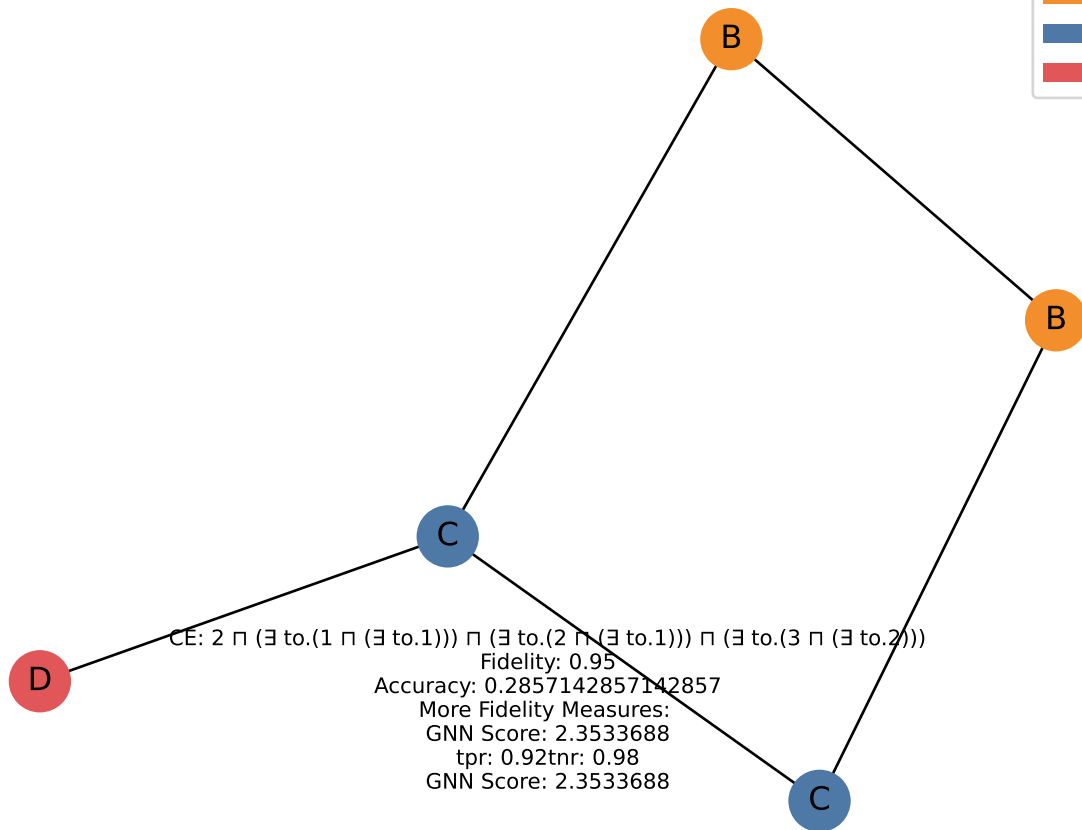 B
B
C
CE: 2 ⊓ (∃ to.(1 ⊓ (∃ to.1))) ⊓ (∃ to.(2 ⊓ (∃ to.1))) ⊓ (∃ to.(3 ⊓ (∃ to.2)))
Fidelity: 0.95
D
Accuracy: 0.2857142857142857
More Fidelity Measures:
GNN Score: 2.3533688
tpr: 0.92tnr: 0.98
GNN Score: 2.3533688
C